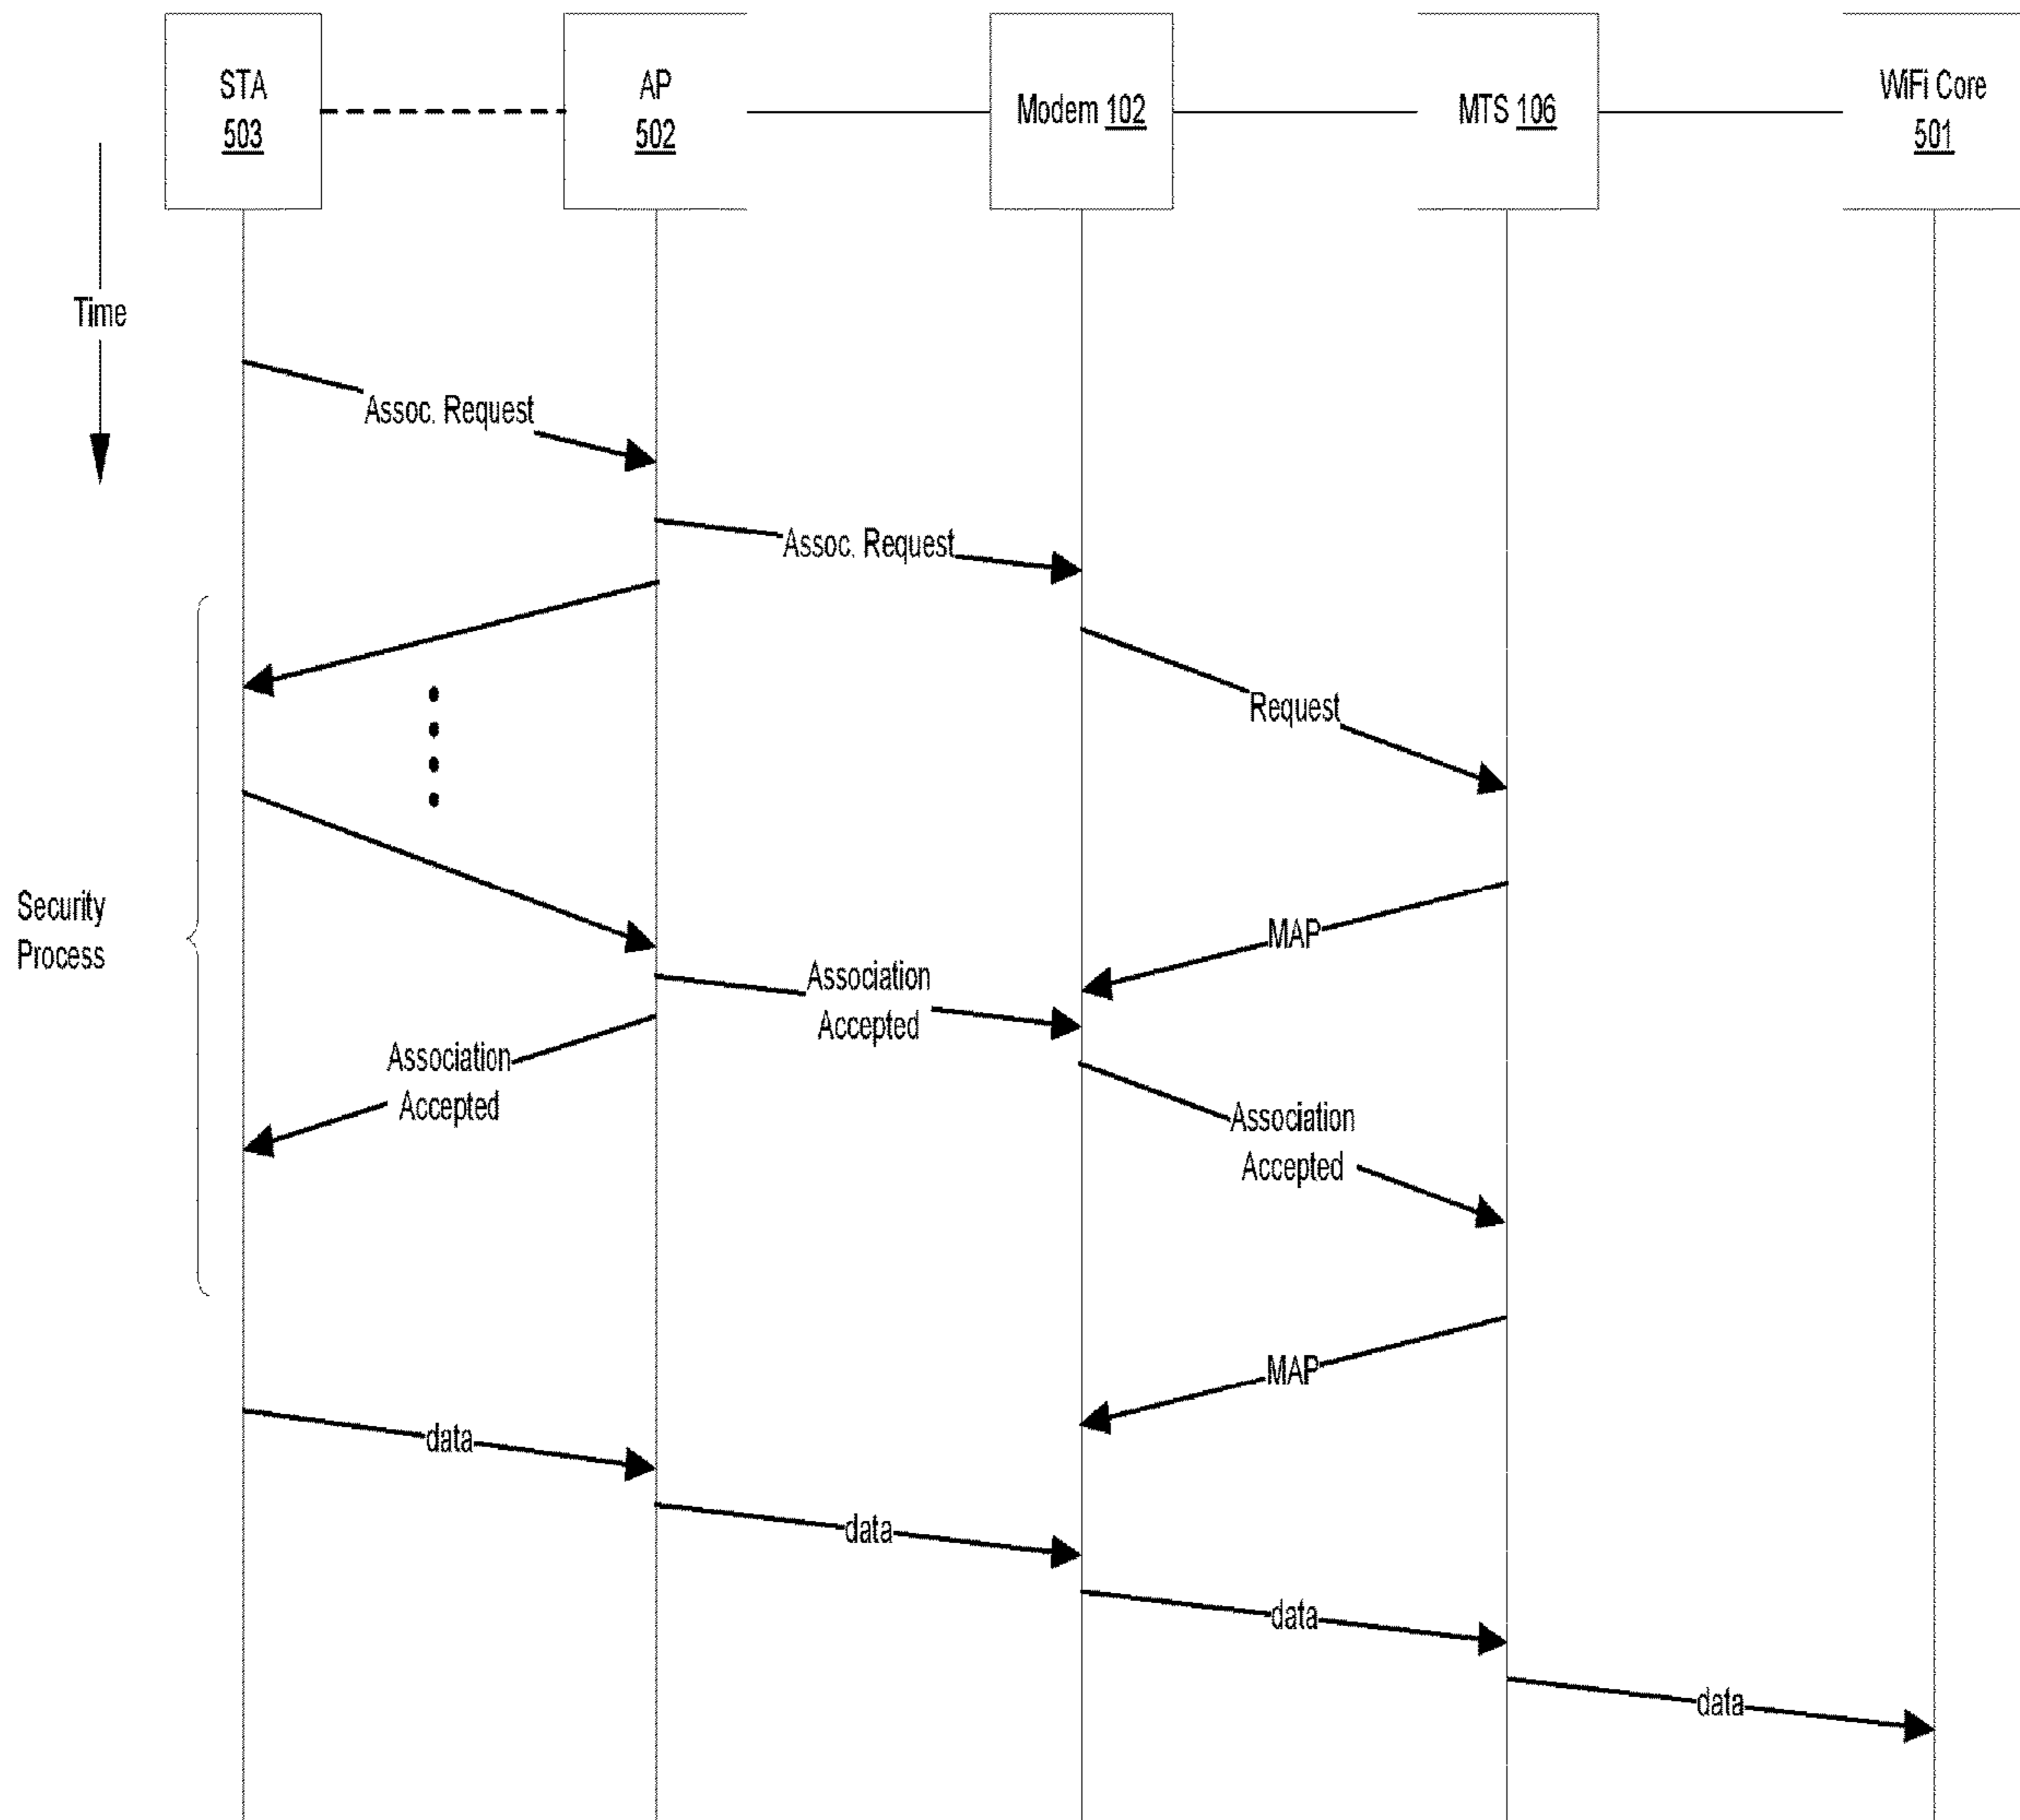 STA
503
AP
502
Modem 102
MTS 106
WiFi Core
501
Time
Assoc. Request
Assoc. Request
Request
Security
Process
MAP
Association
Accepted
Association
Accepted
Association
Accepted
MAP
data
data
data
data